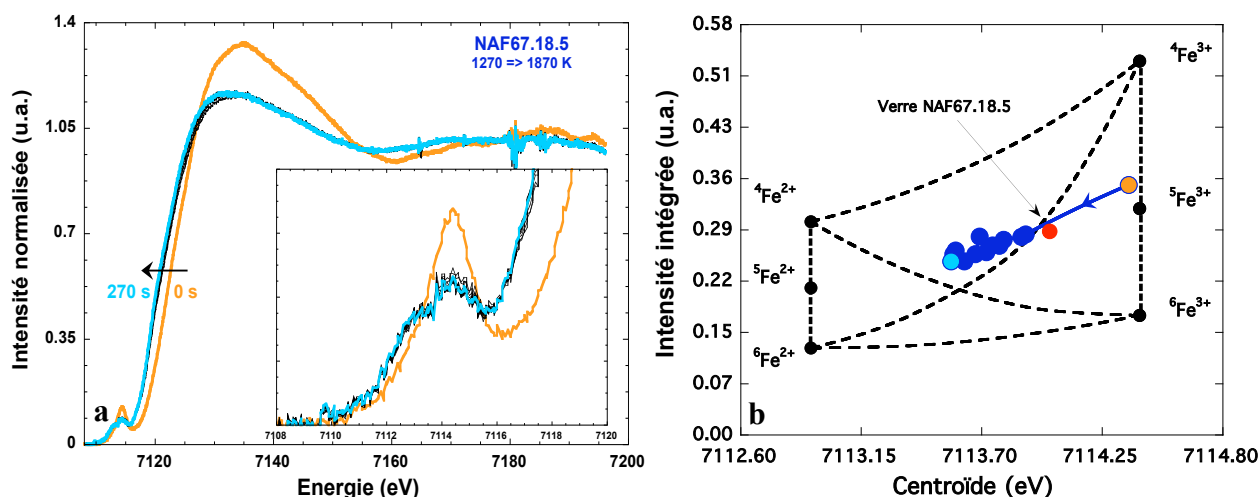 NAF67.18.5
1270 => 1870 K
Intensité normalisée (u.a.)
1.4
1.05
0.7
0.35
0
270 s
0 s
a
7108
7110
7112
7114
7116
7118
7120
7120
7140
7160
7180
7200
Energie (eV)
Intensité intégrée (u.a.)
0.58
0.51
0.43
0.36
0.29
0.22
0.15
0.07
0.00
4Fe3+
Verre NAF67.18.5
4Fe2+
5Fe3+
5Fe2+
6Fe3+
6Fe2+
b
7112.60
7113.15
7113.70
7114.25
7114.80
Centroïde (eV)